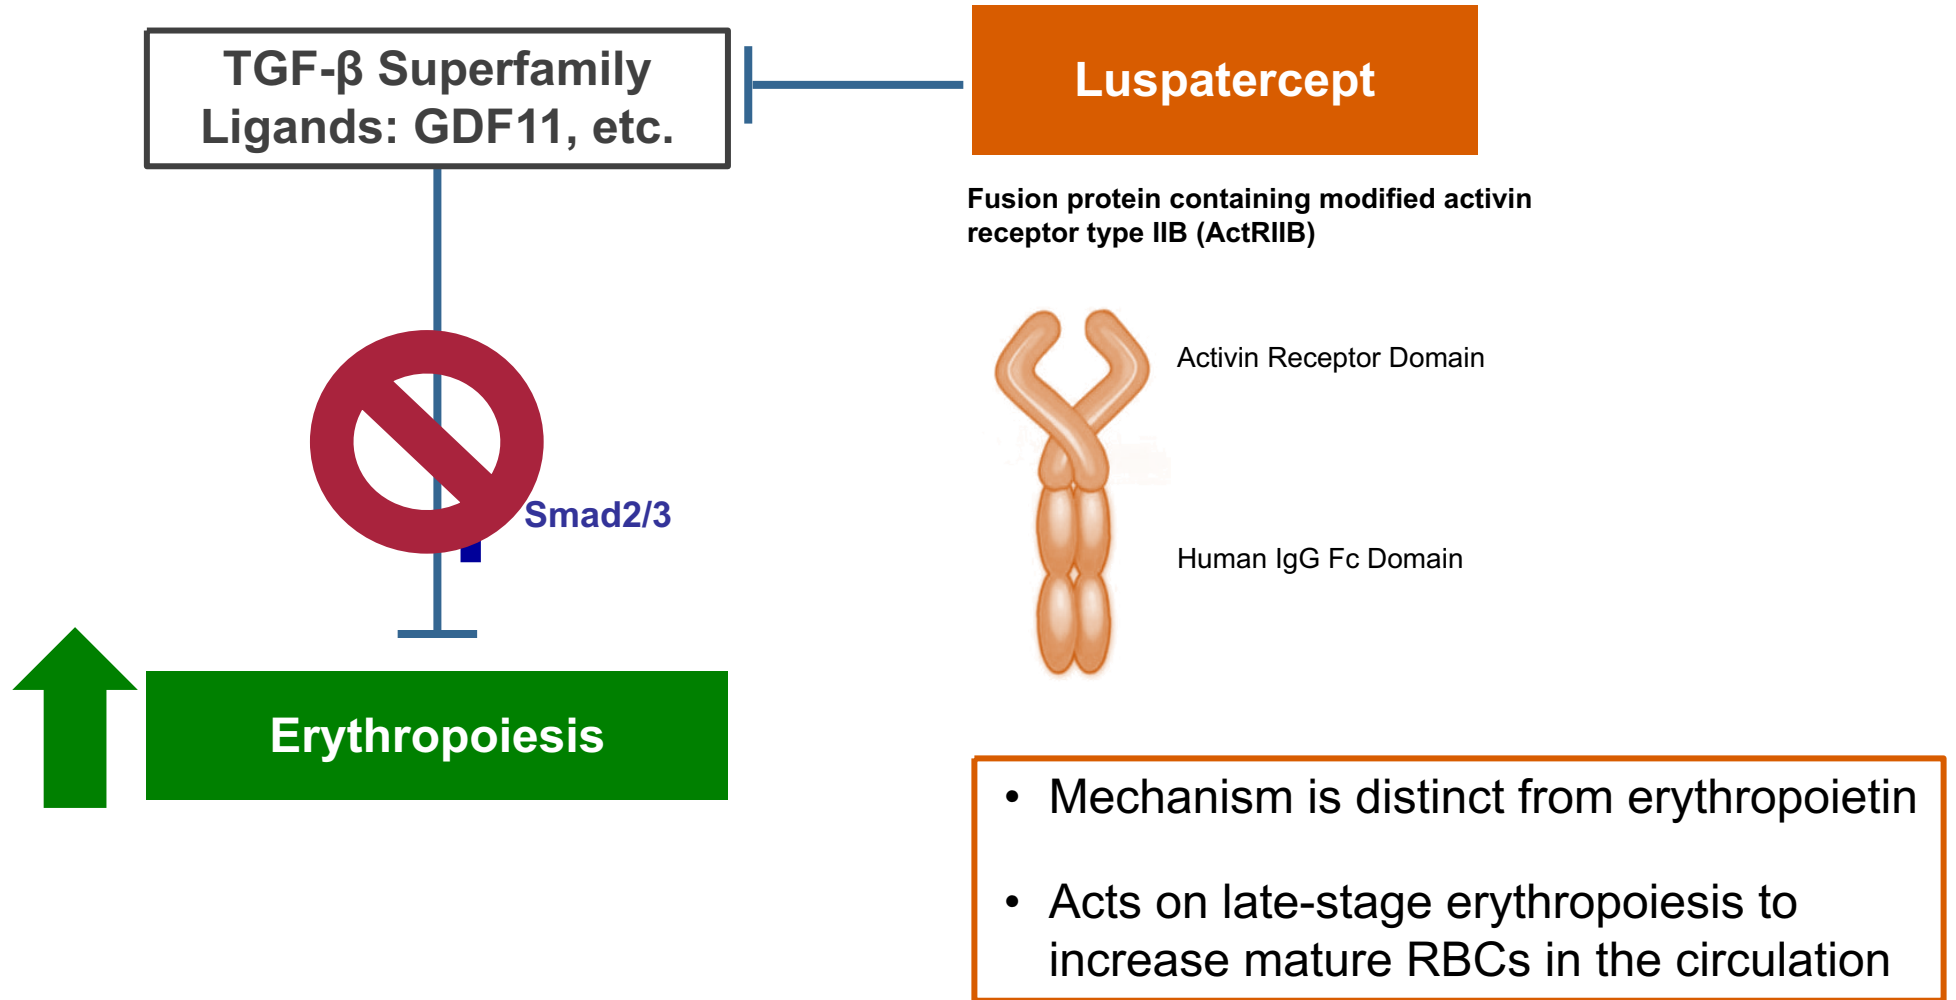 TGF-β Superfamily
Ligands: GDF11, etc.
Luspatercept
Fusion protein containing modified activin
receptor type IIB (ActRIIB)
Activin Receptor Domain
Smad2/3
Human IgG Fc Domain
Erythropoiesis
• Mechanism is distinct from erythropoietin
• Acts on late-stage erythropoiesis to
increase mature RBCs in the circulation